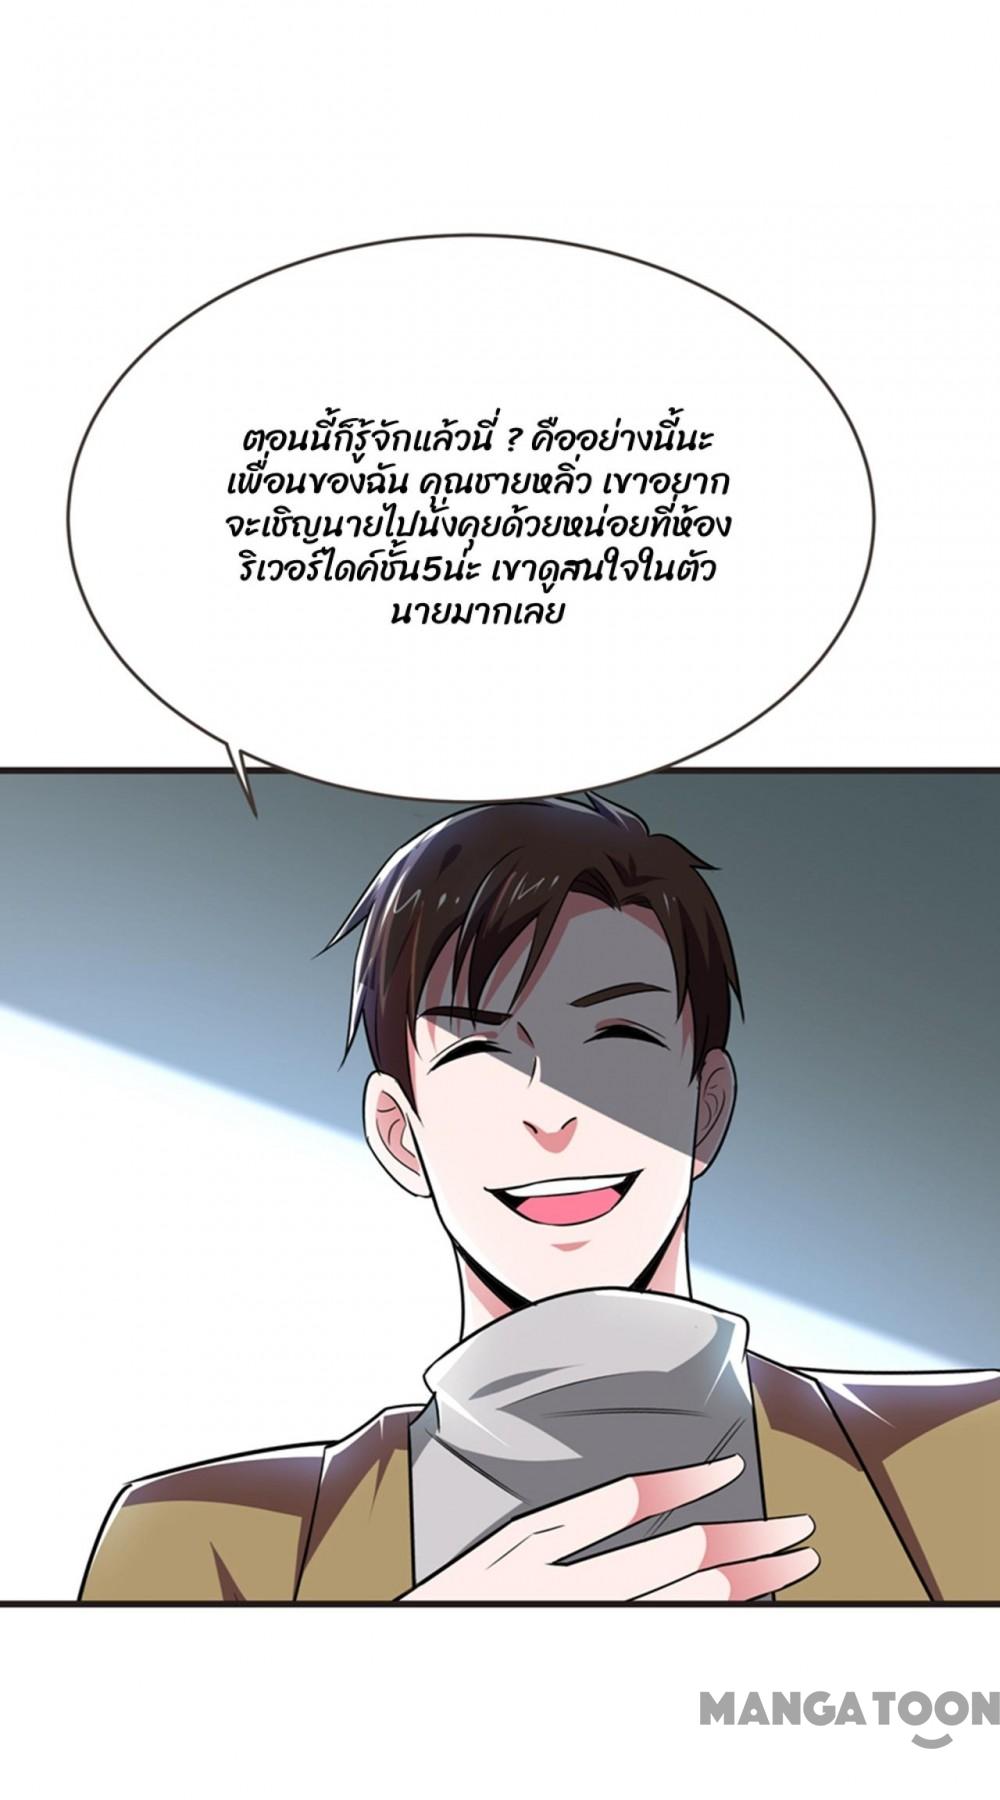 ตอนนี้ก็รู้จักแล้วนี่ ? คืออย่างนี้นะ
เพื่อนของฉัน คุณชายหลิ่ว เขาอยาก
จะเชิญนายไปนั่งคุยด้วยหน่อยที่ห้อง
ริเวอร์ไดค์ชั้น5น่ะ เขาดูสนใจในตัว
นายมากเลย
MANGATOON